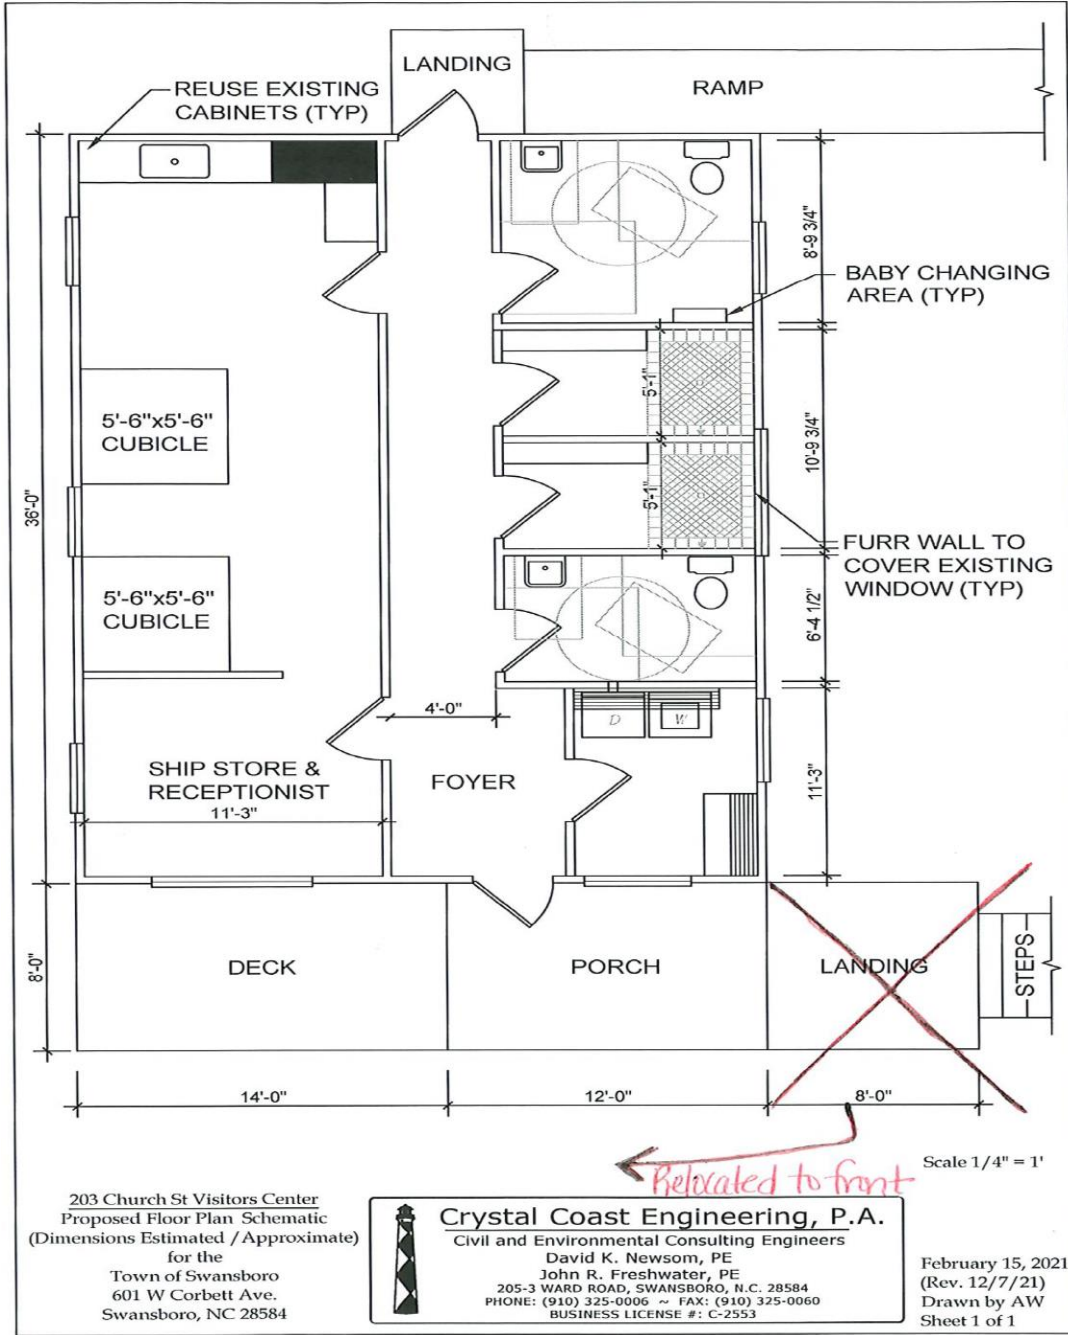 LANDING
RAMP
REUSE EXISTING
CABINETS (TYP)
8'-9 3/4"
BABY CHANGING
AREA (TYP)
5'-1"
10'-9 3/4"
5'-6"x5'-6"
CUBICLE
36'-0"
5'-1"
FURR WALL TO
COVER EXISTING
WINDOW (TYP)
5'-6"x5'-6"
CUBICLE
6'-4 1/2"
4'-0"
D
W
SHIP STORE &
RECEPTIONIST
11'-3"
FOYER
11'-3"
8'-0"
DECK
PORCH
LANDING
STEPS
14'-0"
12'-0"
8'-0"
Relocated to front
Scale 1/4" = 1'
203 Church St Visitors Center
Proposed Floor Plan Schematic
(Dimensions Estimated / Approximate)
for the
Town of Swansboro
601 W Corbett Ave.
Swansboro, NC 28584
Crystal Coast Engineering, P.A.
Civil and Environmental Consulting Engineers
David K. Newsom, PE
John R. Freshwater, PE
205-3 WARD ROAD, SWANSBORO, N.C. 28584
PHONE: (910) 325-0006 ~ FAX: (910) 325-0060
BUSINESS LICENSE #: C-2553
February 15, 2021
(Rev. 12/7/21)
Drawn by AW
Sheet 1 of 1